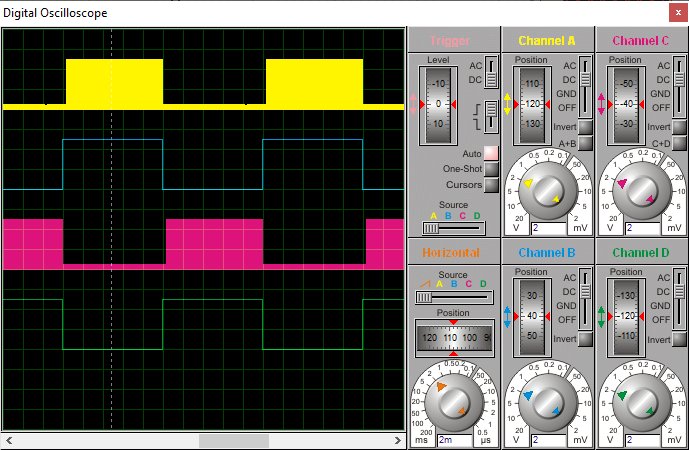 Digital Oscilloscope
x
Trigger
Level
-10
0
10
AC
DC
Auto
One-Shot
Cursors
Source
A B C D
Channel A
Position
110
120
130
AC
DC
GND
OFF
Invert
A+B
20 10 5 2 1 0.5 0.2 0.1 50 20 10 5 2
V
2
mV
Channel C
Position
-50
-40
-30
AC
DC
GND
OFF
Invert
C+D
20 10 5 2 1 0.5 0.2 0.1 50 20 10 5 2
V
2
mV
Horizontal
Source
A B C D
Position
120 110 100
200 100 50 20 10 5 2 1 0.5 0.2 0.1 50 20 10 5 2 1 0.5
ms
2m
µs
Channel B
Position
30
40
50
AC
DC
GND
OFF
Invert
20 10 5 2 1 0.5 0.2 0.1 50 20 10 5 2
V
2
mV
Channel D
Position
-130
-120
-110
AC
DC
GND
OFF
Invert
20 10 5 2 1 0.5 0.2 0.1 50 20 10 5 2
V
2
mV